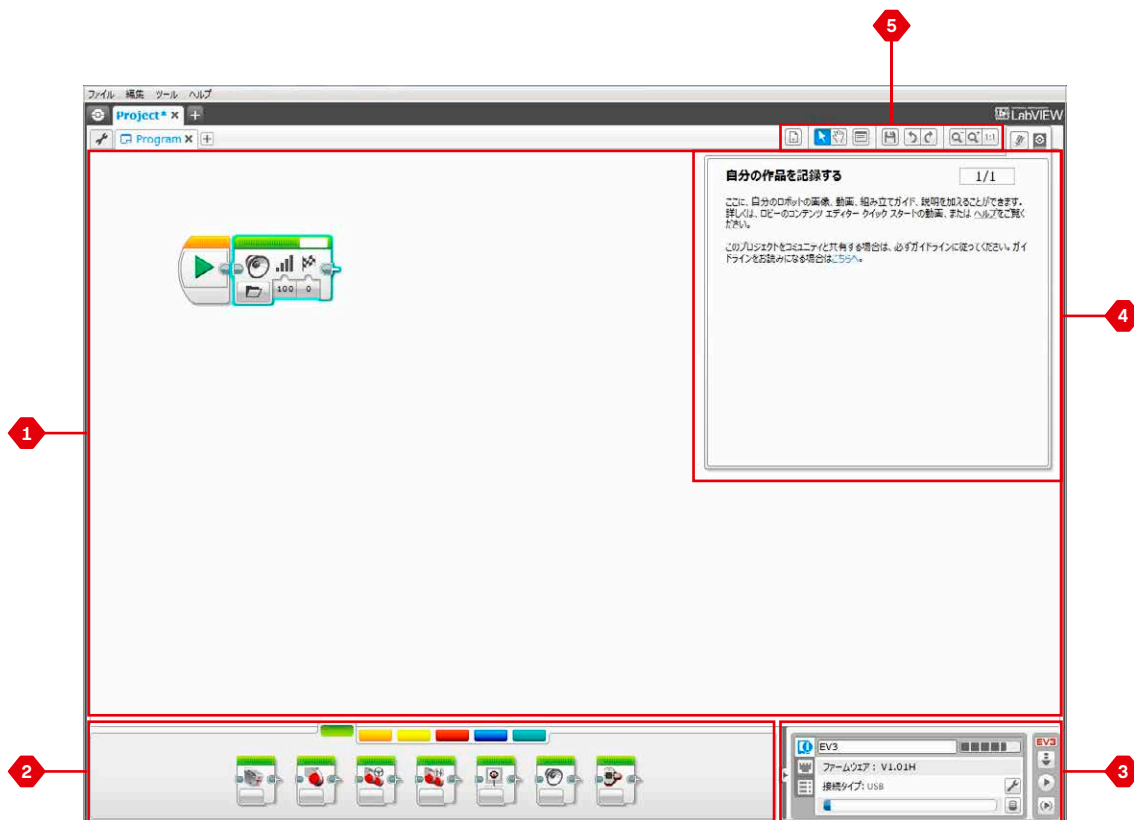 5
ファイル 編集 ツール ヘルプ
Project* × +
LabVIEW
Program × +
1:1
自分の作品を記録する
1/1
ここに、自分のロボットの画像、動画、組み立てガイド、説明を加えることができます。
詳しくは、ロビーのコンテンツ エディター クイック スタートの動画、または ヘルプをご覧く
ださい。
このプロジェクトをコミュニティと共有する場合は、必ずガイドラインに従ってください。ガイ
ドラインをお読みになる場合はこちらへ。
100 0
4
1
2
EV3
EV3
ファームウェア: V1.01H
接続タイプ: USB
3